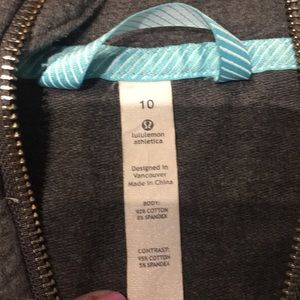 10
lululemon
athletica
Designed in
Vancouver
Made in China
BODY:
92% COTTON
8% SPANDEX
CONTRAST:
95% COTTON
5% SPANDEX